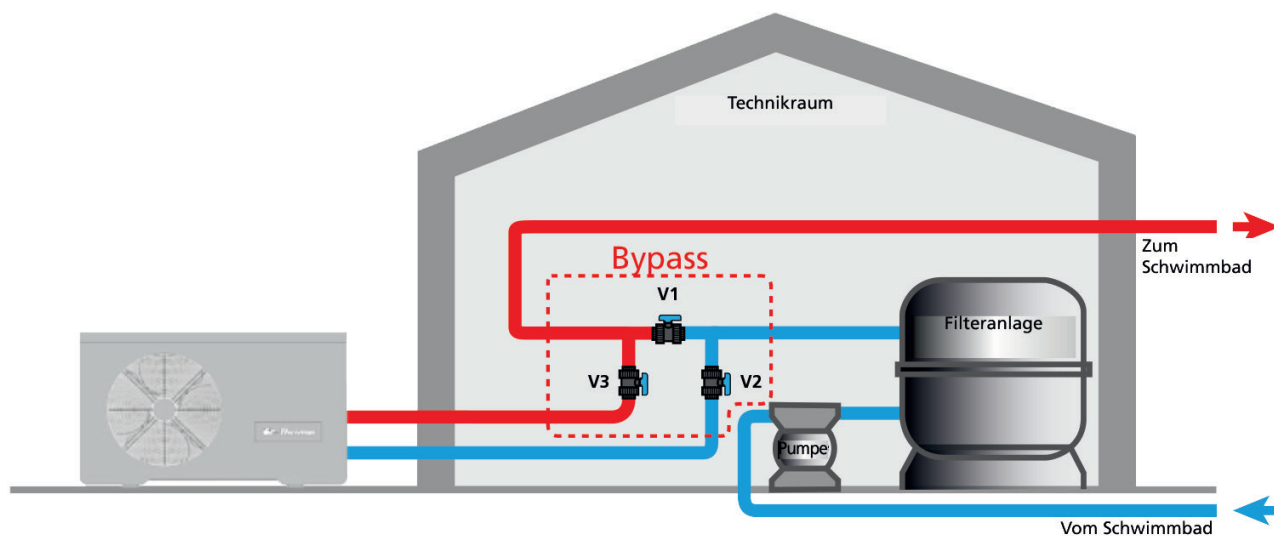 Technikraum
Zum
Schwimmbad
Bypass
V1
Filteranlage
V3
V2
Pumpe
Vom Schwimmbad